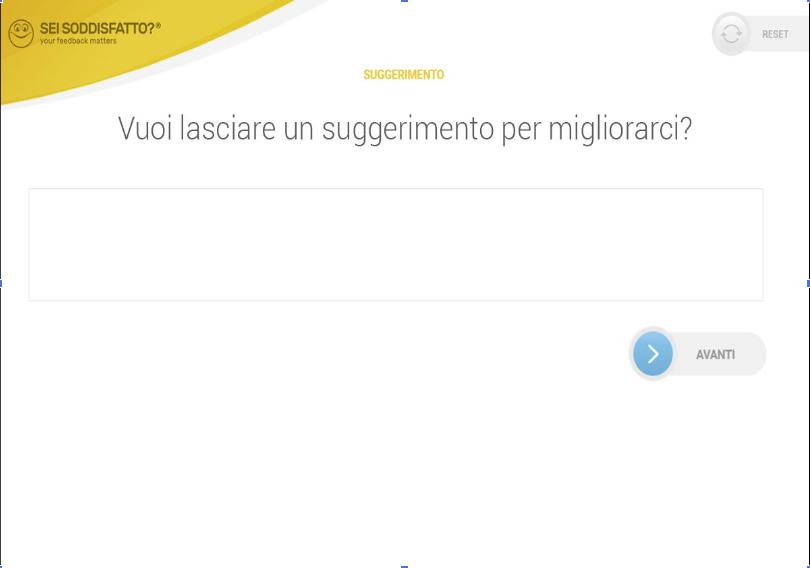 SEI SODDISFATTO?®
your feedback matters
RESET
SUGGERIMENTO
Vuoi lasciare un suggerimento per migliorarci?
AVANTI